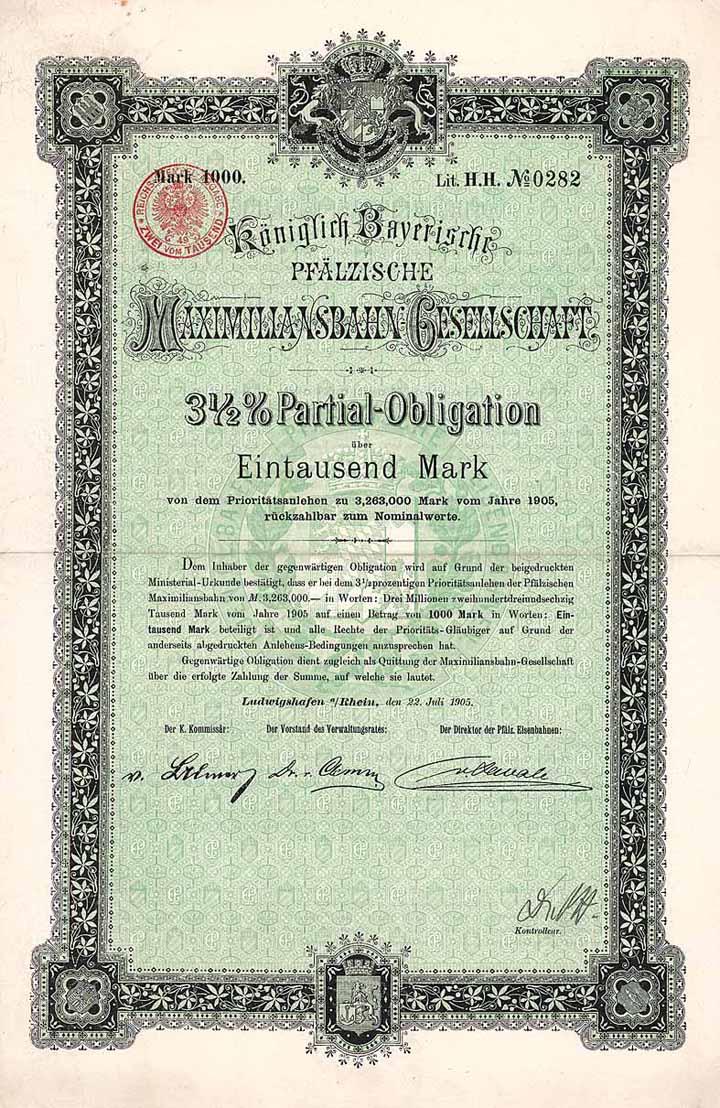 Mark 1000.
Lit. H.H. № 0282
ZWEI VOM TAUSEND
Königlich Bayerische
PFÄLZISCHE
MAXIMILIANSBAHN-GESELLSCHAFT.
3½% Partial-Obligation
über
Eintausend Mark
von dem Prioritätsanlehen zu 3,263,000 Mark vom Jahre 1905,
rückzahlbar zum Nominalwerte.
Dem Inhaber der gegenwärtigen Obligation wird auf Grund der beigedruckten
Ministerial-Urkunde bestätigt, dass er bei dem 3½prozentigen Prioritätsanlehen der Pfälzischen
Maximiliansbahn von M. 3,263,000.— in Worten: Drei Millionen zweihundertdreiundsechzig
Tausend Mark vom Jahre 1905 auf einen Betrag von 1000 Mark in Worten: Ein-
tausend Mark beteiligt ist und alle Rechte der Prioritäts-Gläubiger auf Grund der
anderseits abgedruckten Anlehens-Bedingungen anzusprechen hat.
Gegenwärtige Obligation dient zugleich als Quittung der Maximiliansbahn-Gesellschaft
über die erfolgte Zahlung der Summe, auf welche sie lautet.
Ludwigshafen a/Rhein, den 22. Juli 1905.
Der K. Kommissär:
Der Vorstand des Verwaltungsrates:
Der Direktor der Pfälz. Eisenbahnen:
Kontrolleur.